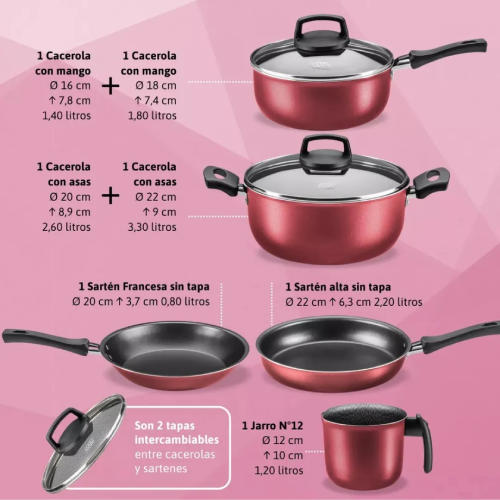 1 Cacerola
con mango
Ø 16 cm
↑ 7,8 cm
1,40 litros
+
1 Cacerola
con mango
Ø 18 cm
↑ 7,4 cm
1,80 litros
1 Cacerola
con asas
Ø 20 cm
↑ 8,9 cm
2,60 litros
+
1 Cacerola
con asas
Ø 22 cm
↑ 9 cm
3,30 litros
1 Sartén Francesa sin tapa
Ø 20 cm ↑ 3,7 cm 0,80 litros
1 Sartén alta sin tapa
Ø 22 cm ↑ 6,3 cm 2,20 litros
Son 2 tapas
intercambiables
entre cacerolas
y sartenes
1 Jarro N°12
Ø 12 cm
↑ 10 cm
1,20 litros